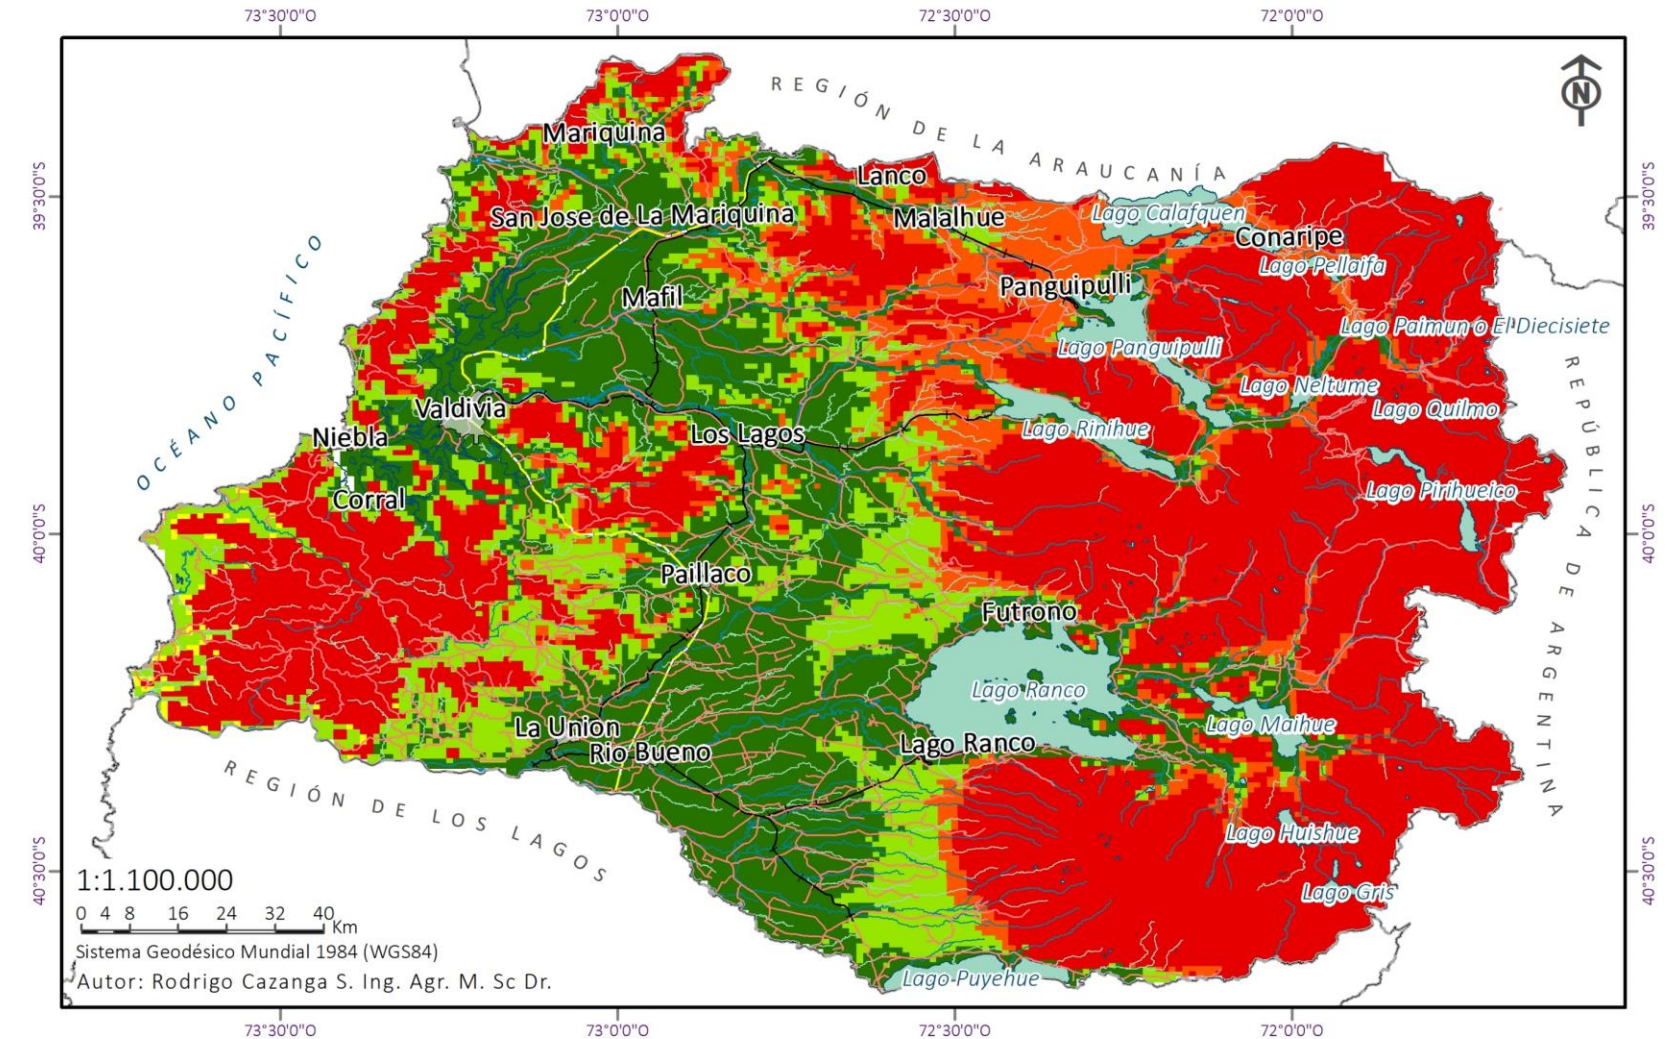 73°30'0"O 73°0'0"O 72°30'0"O 72°0'0"O
REGIÓN DE LA ARAUCANÍA
N
39°30'0"S
39°30'0"S
Mariquina
Lanco
San Jose de La Mariquina
Malalhue
Lago Calafquen
Conaripe
Lago Pellaifa
OCÉANO PACÍFICO
Mafil
Panguipulli
Lago Paimun o El Diecisiete
Lago Panguipulli
Lago Neltume
Valdivia
Lago Quilmo
Niebla
Los Lagos
Lago Rinihue
REPÚBLICA DE ARGENTINA
Corral
Lago Pirihueico
40°0'0"S
40°0'0"S
Paillaco
Futrono
Lago Ranco
La Union
Lago Maihue
Rio Bueno
Lago Ranco
REGIÓN DE LOS LAGOS
Lago Huishue
40°30'0"S
40°30'0"S
1:1.100.000
Lago Gris
0 4 8 16 24 32 40 Km
Sistema Geodésico Mundial 1984 (WGS84)
Autor: Rodrigo Cazanga S. Ing. Agr. M. Sc Dr.
Lago Puyehue
73°30'0"O 73°0'0"O 72°30'0"O 72°0'0"O